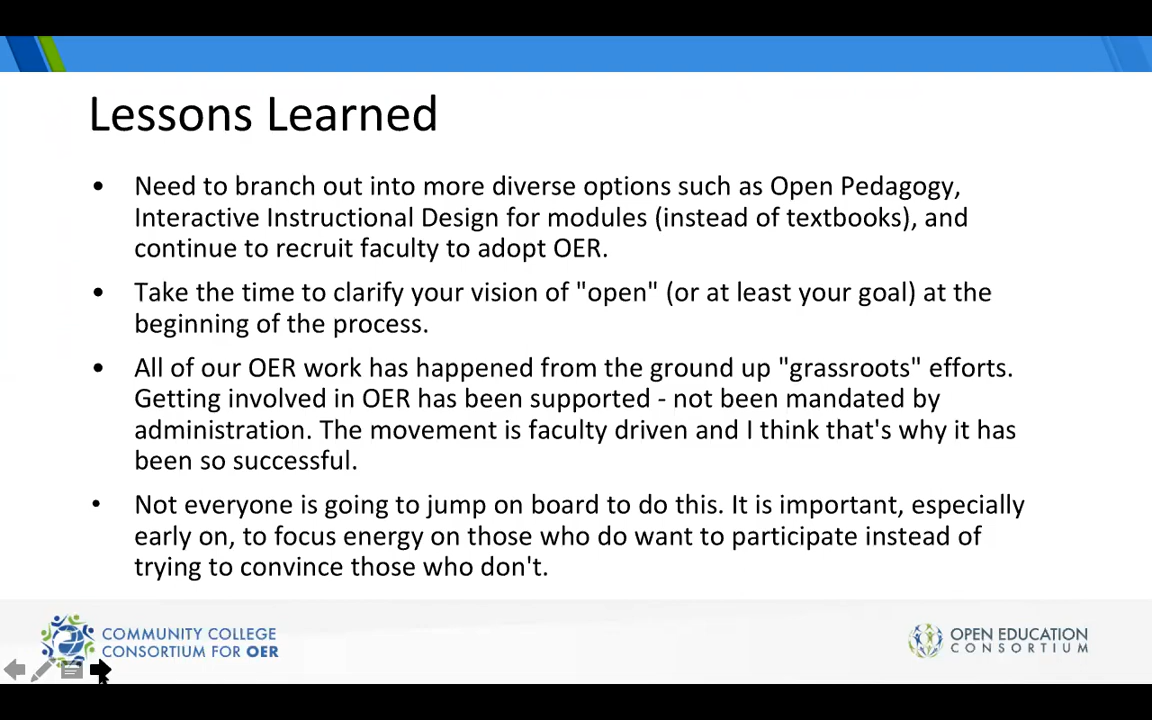 Lessons Learned
• Need to branch out into more diverse options such as Open Pedagogy,
Interactive Instructional Design for modules (instead of textbooks), and
continue to recruit faculty to adopt OER.
• Take the time to clarify your vision of "open" (or at least your goal) at the
beginning of the process.
• All of our OER work has happened from the ground up "grassroots" efforts.
Getting involved in OER has been supported - not been mandated by
administration. The movement is faculty driven and I think that's why it has
been so successful.
• Not everyone is going to jump on board to do this. It is important, especially
early on, to focus energy on those who do want to participate instead of
trying to convince those who don't.
COMMUNITY COLLEGE
CONSORTIUM FOR OER
OPEN EDUCATION
CONSORTIUM